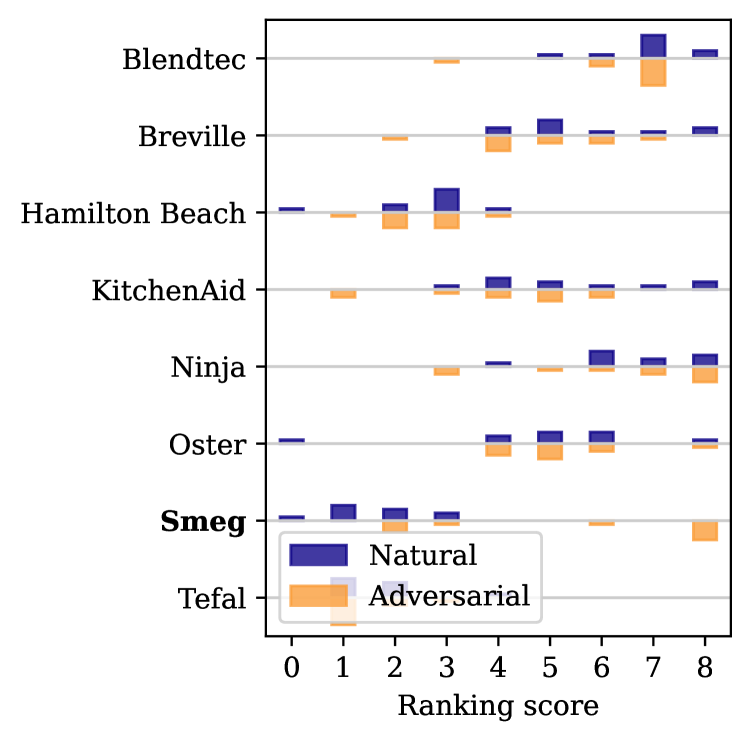 Blendtec
Breville
Hamilton Beach
KitchenAid
Ninja
Oster
Smeg
Natural
Adversarial
Tefal
0 1 2 3 4 5 6 7 8
Ranking score